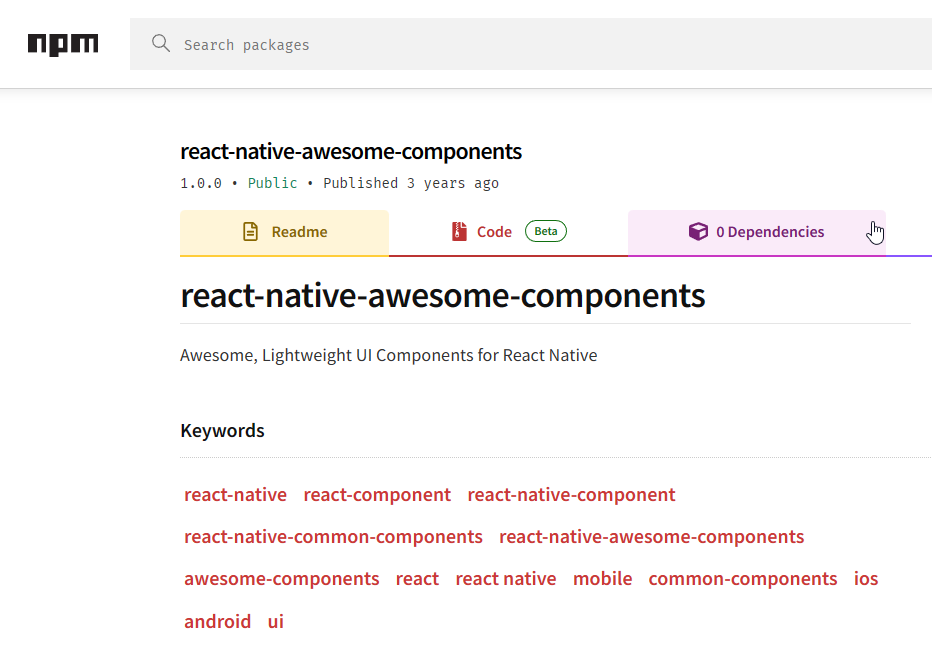 npm Search packages
react-native-awesome-components
1.0.0 • Public • Published 3 years ago
Readme Code Beta 0 Dependencies
react-native-awesome-components
Awesome, Lightweight UI Components for React Native
Keywords
react-native react-component react-native-component
react-native-common-components react-native-awesome-components
awesome-components react react native mobile common-components ios
android ui